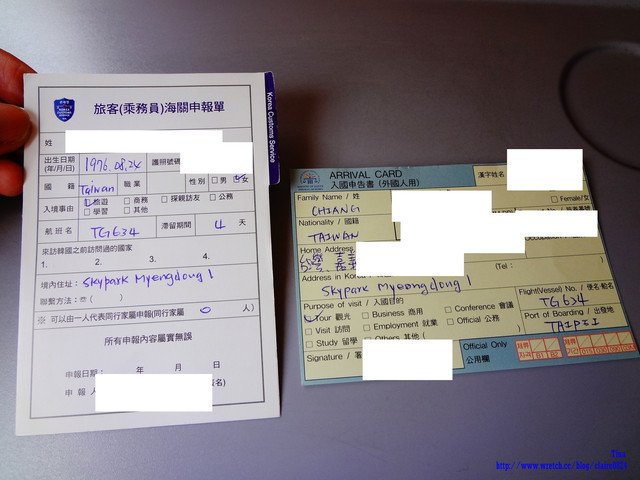 Korea Customs Service
旅客(乘務員)海關申報單
姓
出生日期
(年/月/日)
1976.08.24
護照號碼
國 籍
Taiwan
職業
性別
□男
女
入境事由
旅遊 □商務 □探親訪友 □公務
□學習 □其他
航班名
TG634
滯留期間
4 天
來訪韓國之前訪問過的國家
1. 2. 3. 4.
境內住址:
Skypark Myeongdong 1
聯繫方法:☏ ( )
※ 可以由一人代表同行家屬申報(同行家屬 0 人)
所有申報內容屬實無誤
申報日期: 年 月 日
申 報 人
名)
ARRIVAL CARD
入國申告書(外國人用)
漢字姓名
Family Name / 姓
CHIANG
□ Female/女
Nationality / 國籍
TAIWAN
Home Address
Address in Korea /
(Tel : )
Skypark Myeongdong 1
Purpose of visit / 入國目的
Tour 觀光 □ Business 商用 □ Conference 會議
□ Visit 訪問 □ Employment 就業 □ Official 公務
□ Study 留學 □ Others 其他 (
Flight(Vessel) No. / 便名·船名
TG634
Port of Boarding / 出發地
TAIPEI
Signature /
Official Only
公用欄
Tina
http://www.wretch.cc/blog/claire0824